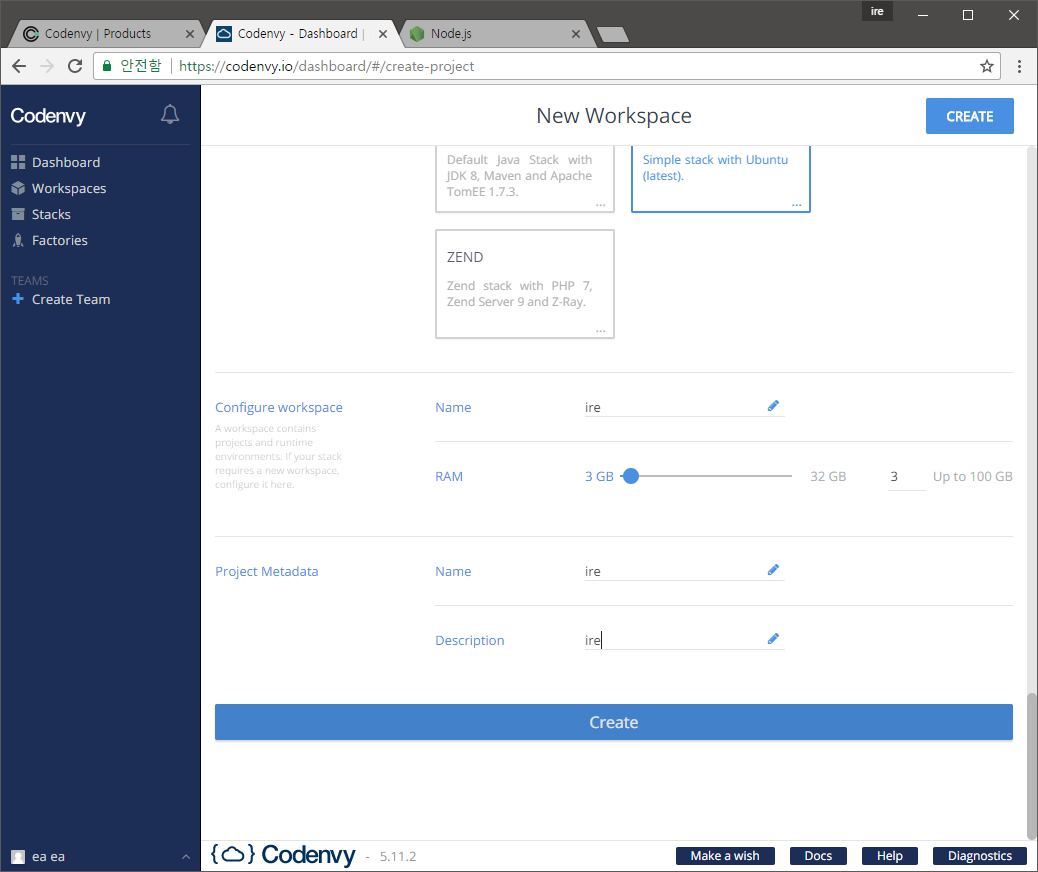 ire
Codenvy | Products
Codenvy - Dashboard |
Node.js
안전함
https://codenvy.io/dashboard/#/create-project
Codenvy
Dashboard
Workspaces
Stacks
Factories
TEAMS
Create Team
ea ea
New Workspace
CREATE
Default Java Stack with
JDK 8, Maven and Apache
TomEE 1.7.3.
...
Simple stack with Ubuntu
(latest).
...
ZEND
Zend stack with PHP 7,
Zend Server 9 and Z-Ray.
...
Configure workspace
A workspace contains
projects and runtime
environments. If your stack
requires a new workspace,
configure it here.
Name
ire
RAM
3 GB
32 GB
3
Up to 100 GB
Project Metadata
Name
ire
Description
ire
Create
Codenvy
- 5.11.2
Make a wish
Docs
Help
Diagnostics